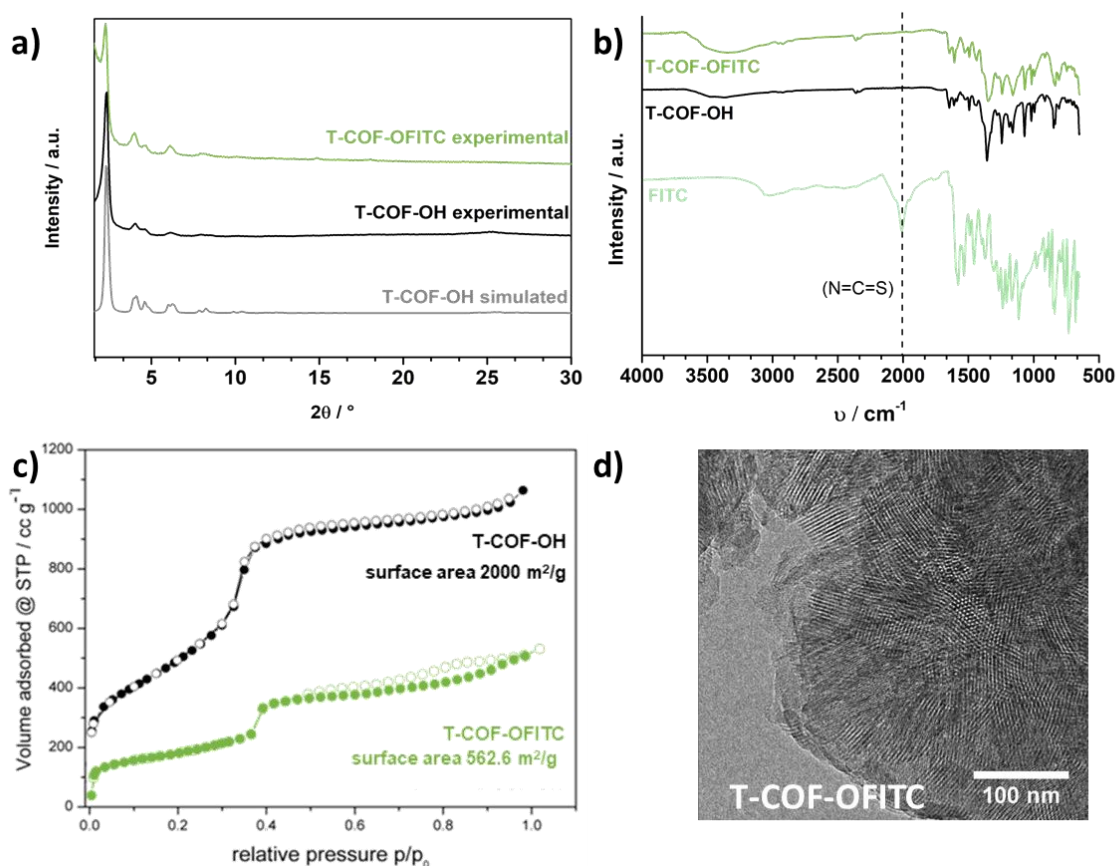 a)
T-COF-OFITC experimental
T-COF-OH experimental
T-COF-OH simulated
Intensity / a.u.
5 10 15 20 25 30
2θ / °
b)
T-COF-OFITC
T-COF-OH
FITC
(N=C=S)
Intensity / a.u.
4000 3500 3000 2500 2000 1500 1000 500
υ / cm-1
c)
1200
1000
800
600
400
200
0
Volume adsorbed @ STP / cc g-1
T-COF-OH
surface area 2000 m2/g
T-COF-OFITC
surface area 562.6 m2/g
0.0 0.2 0.4 0.6 0.8 1.0
relative pressure p/p0
d)
T-COF-OFITC
100 nm